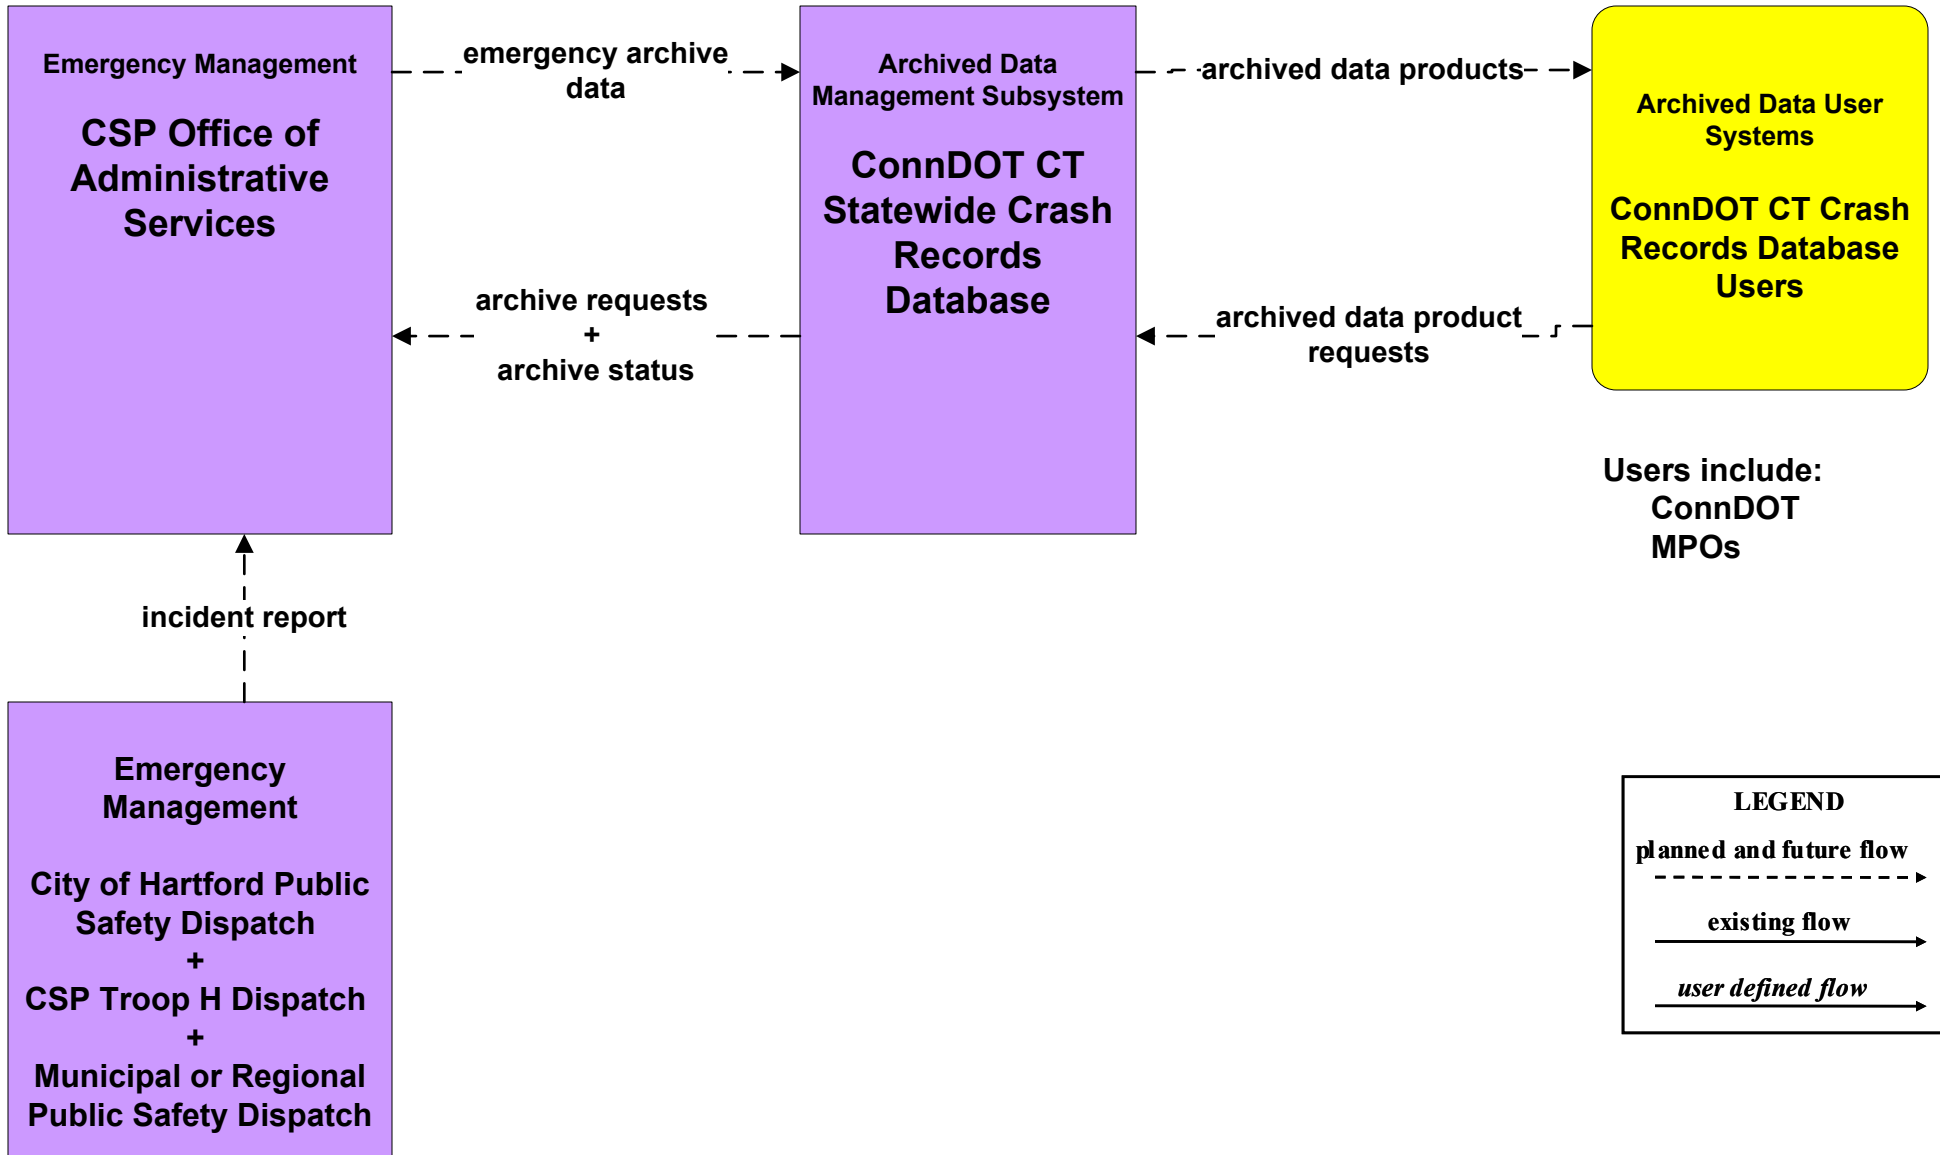 Emergency Management
CSP Office of
Administrative
Services
emergency archive
data
Archived Data
Management Subsystem
ConnDOT CT
Statewide Crash
Records
Database
archived data products
Archived Data User
Systems
ConnDOT CT Crash
Records Database
Users
archive requests
+
archive status
archived data product
requests
Users include:
ConnDOT
MPOs
incident report
Emergency
Management
City of Hartford Public
Safety Dispatch
+
CSP Troop H Dispatch
+
Municipal or Regional
Public Safety Dispatch
LEGEND
planned and future flow
existing flow
user defined flow